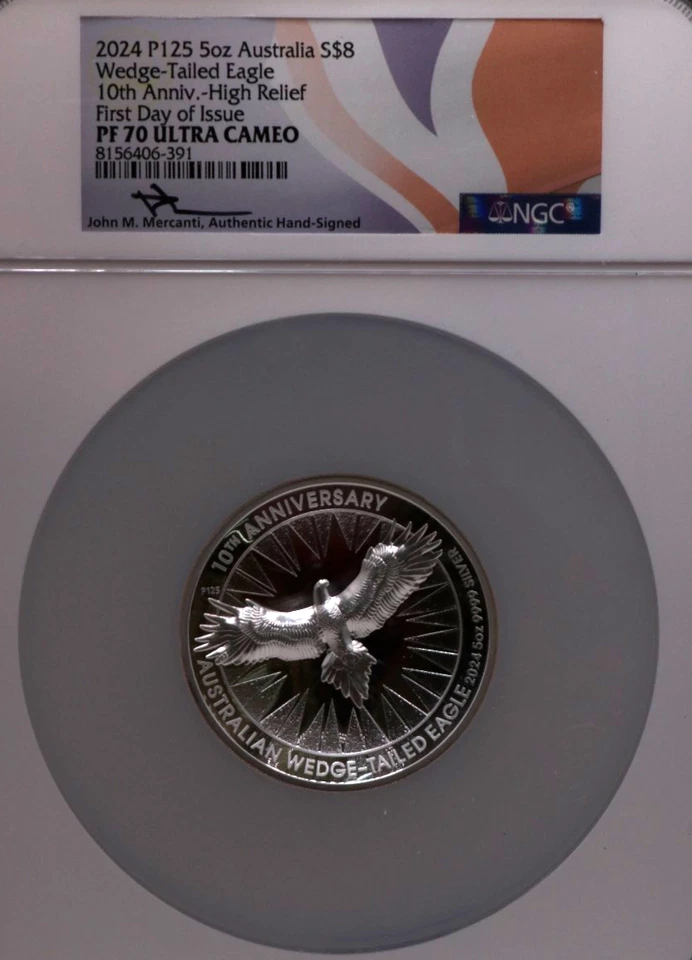 2024 P125 5oz Australia S$8
Wedge-Tailed Eagle
10th Anniv.-High Relief
First Day of Issue
PF 70 ULTRA CAMEO
8156406-391
John M. Mercanti, Authentic Hand-Signed
NGC
10TH ANNIVERSARY
P125
AUSTRALIAN WEDGE-TAILED EAGLE 2024 5oz 9999 SILVER